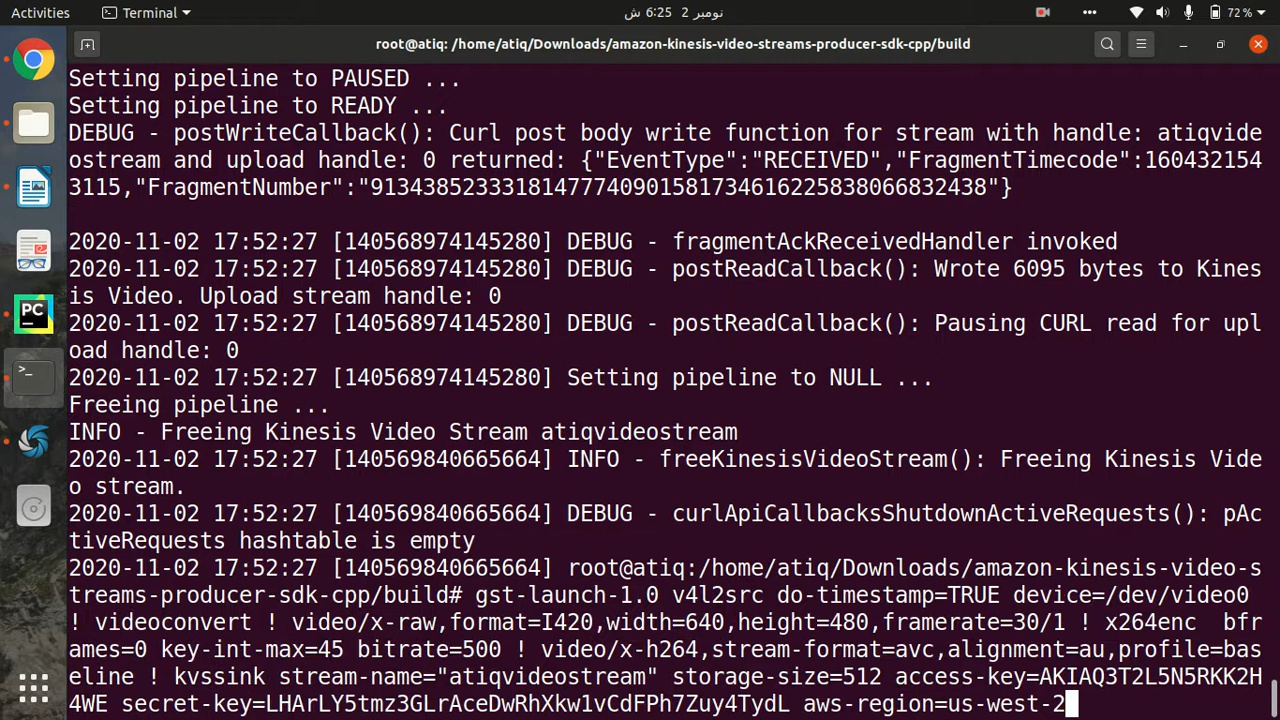 Activities Terminal نومبر 2 6:25 ش 72 %
root@atiq: /home/atiq/Downloads/amazon-kinesis-video-streams-producer-sdk-cpp/build
Setting pipeline to PAUSED ...
Setting pipeline to READY ...
DEBUG - postWriteCallback(): Curl post body write function for stream with handle: atiqvide
ostream and upload handle: 0 returned: {"EventType":"RECEIVED","FragmentTimecode":160432154
3115,"FragmentNumber":"91343852333181477740901581734616225838066832438"}
2020-11-02 17:52:27 [140568974145280] DEBUG - fragmentAckReceivedHandler invoked
2020-11-02 17:52:27 [140568974145280] DEBUG - postReadCallback(): Wrote 6095 bytes to Kines
is Video. Upload stream handle: 0
2020-11-02 17:52:27 [140568974145280] DEBUG - postReadCallback(): Pausing CURL read for upl
oad handle: 0
2020-11-02 17:52:27 [140568974145280] Setting pipeline to NULL ...
Freeing pipeline ...
INFO - Freeing Kinesis Video Stream atiqvideostream
2020-11-02 17:52:27 [140569840665664] INFO - freeKinesisVideoStream(): Freeing Kinesis Vide
o stream.
2020-11-02 17:52:27 [140569840665664] DEBUG - curlApiCallbacksShutdownActiveRequests(): pAc
tiveRequests hashtable is empty
2020-11-02 17:52:27 [140569840665664] root@atiq:/home/atiq/Downloads/amazon-kinesis-video-s
treams-producer-sdk-cpp/build# gst-launch-1.0 v4l2src do-timestamp=TRUE device=/dev/video0
! videoconvert ! video/x-raw,format=I420,width=640,height=480,framerate=30/1 ! x264enc  bfr
ames=0 key-int-max=45 bitrate=500 ! video/x-h264,stream-format=avc,alignment=au,profile=bas
eline ! kvssink stream-name="atiqvideostream" storage-size=512 access-key=AKIAQ3T2L5N5RKK2H
4WE secret-key=LHArLY5tmz3GLrAceDwRhXkw1vCdFPh7Zuy4TydL aws-region=us-west-2
PC